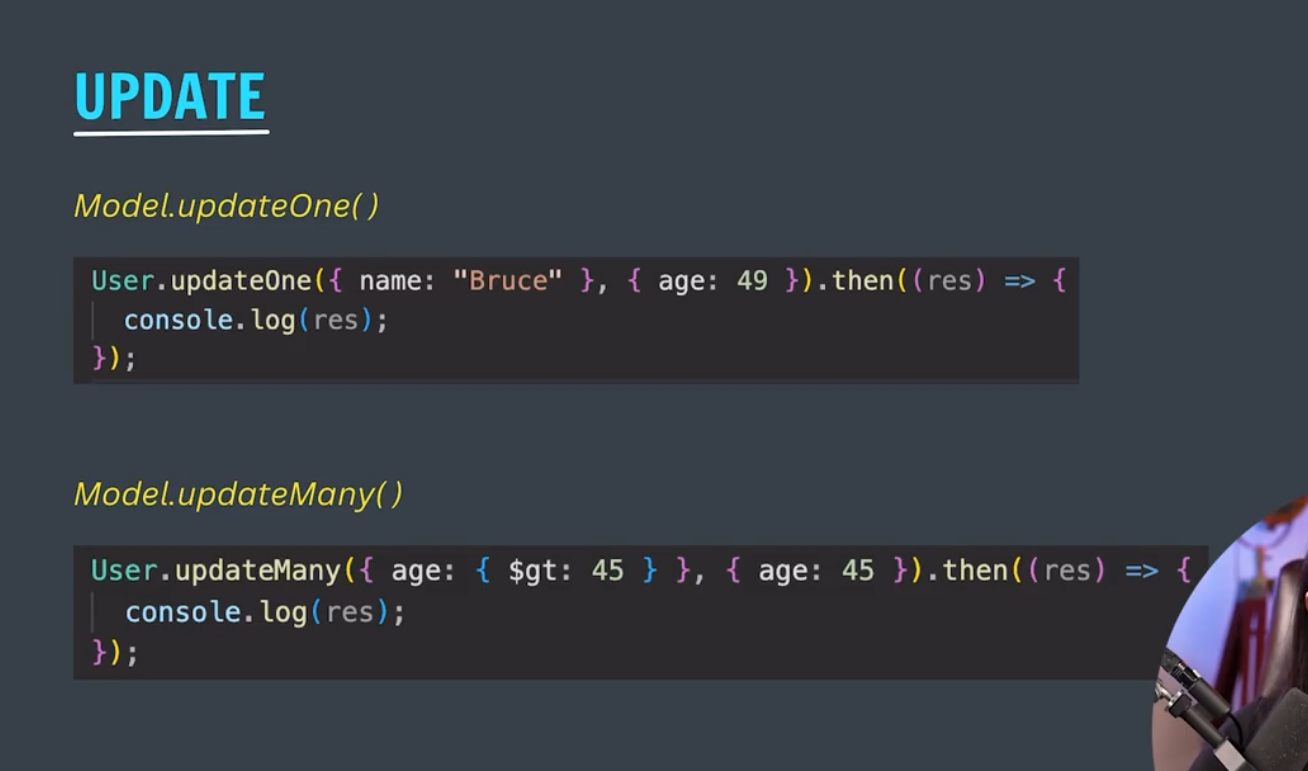 UPDATE
Model.updateOne( )
User.updateOne({ name: "Bruce" }, { age: 49 }).then((res) => {
console.log(res);
});
Model.updateMany( )
User.updateMany({ age: { $gt: 45 } }, { age: 45 }).then((res) => {
console.log(res);
});